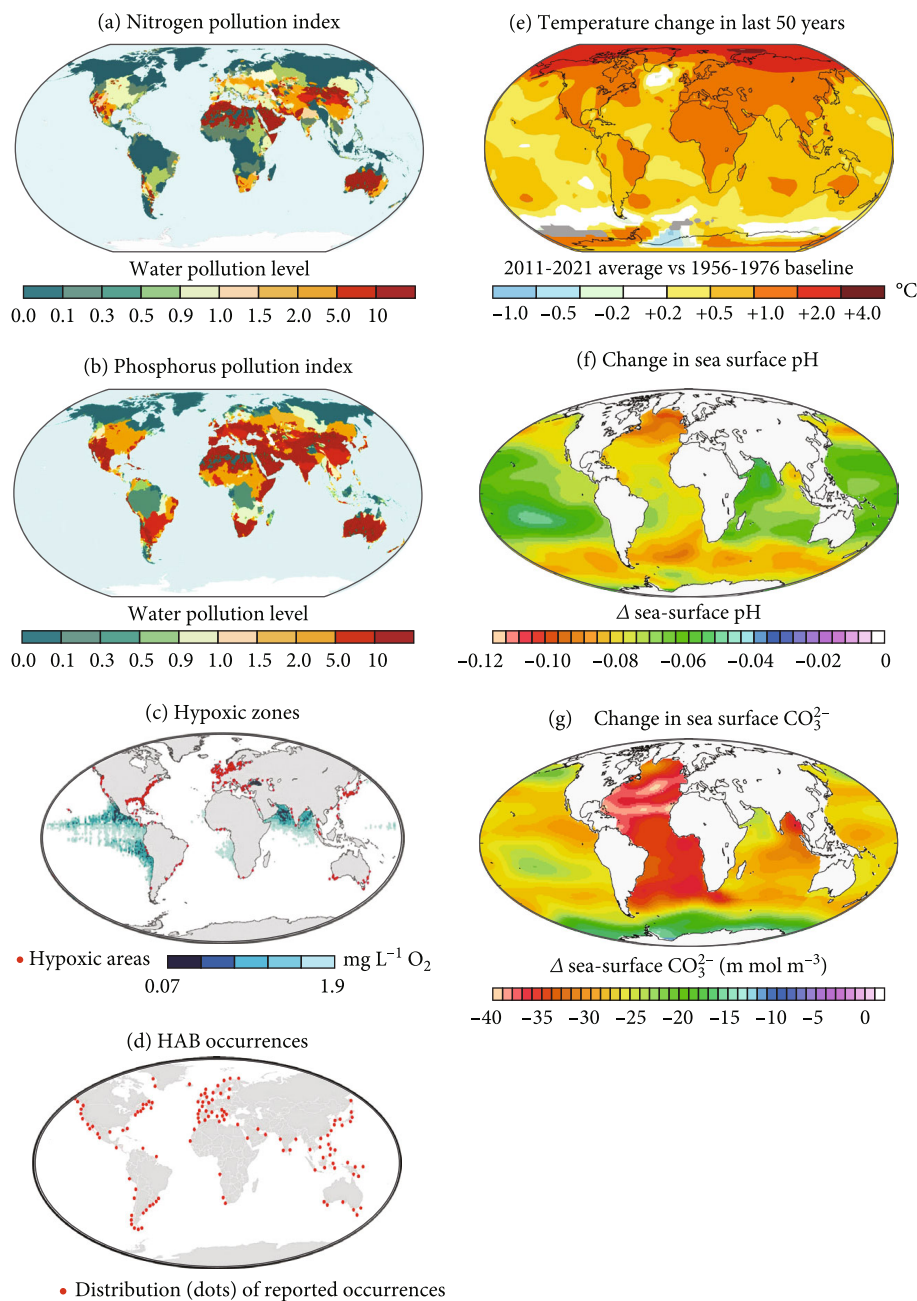 (a) Nitrogen pollution index
Water pollution level
0.0 0.1 0.3 0.5 0.9 1.0 1.5 2.0 5.0 10
(b) Phosphorus pollution index
Water pollution level
0.0 0.1 0.3 0.5 0.9 1.0 1.5 2.0 5.0 10
(c) Hypoxic zones
Hypoxic areas
mg L⁻¹ O₂
0.07 1.9
(d) HAB occurrences
Distribution (dots) of reported occurrences
(e) Temperature change in last 50 years
2011-2021 average vs 1956-1976 baseline
°C
−1.0 −0.5 −0.2 +0.2 +0.5 +1.0 +2.0 +4.0
(f) Change in sea surface pH
Δ sea-surface pH
−0.12 −0.10 −0.08 −0.06 −0.04 −0.02 0
(g) Change in sea surface CO₃²⁻
Δ sea-surface CO₃²⁻ (m mol m⁻³)
−40 −35 −30 −25 −20 −15 −10 −5 0